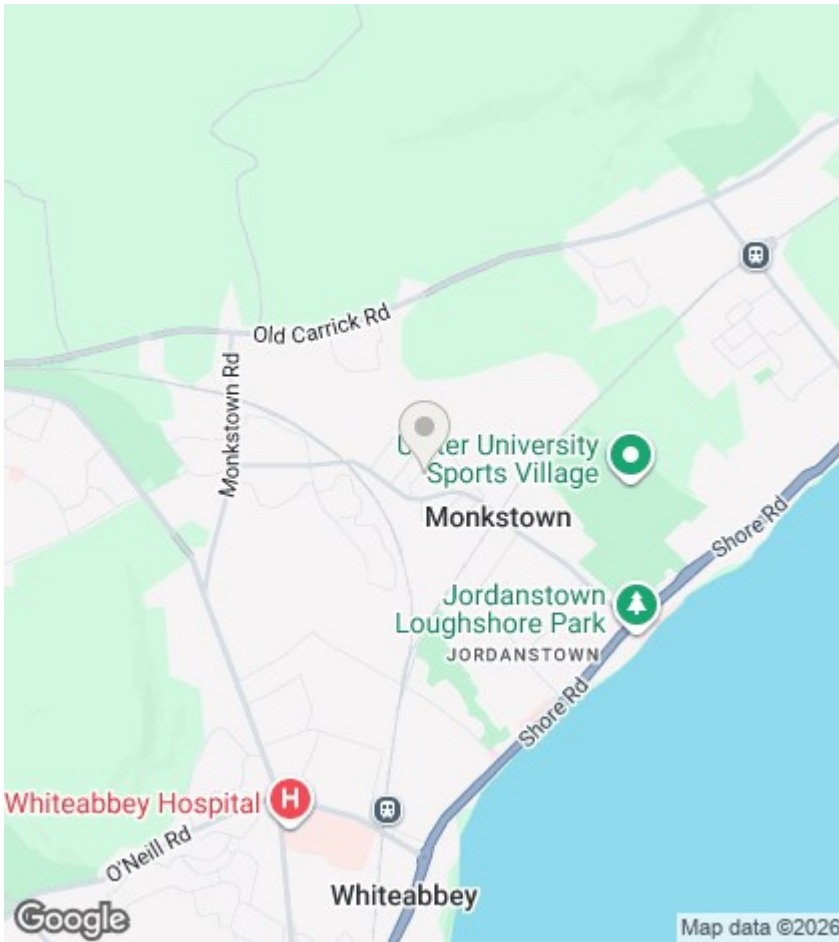 Old Carrick Rd
Monkstown Rd
University
Sports Village
Monkstown
Shore Rd
Jordanstown
Loughshore Park
JORDANSTOWN
Shore Rd
Whiteabbey Hospital
H
O'Neill Rd
Whiteabbey
Google
Map data ©2026